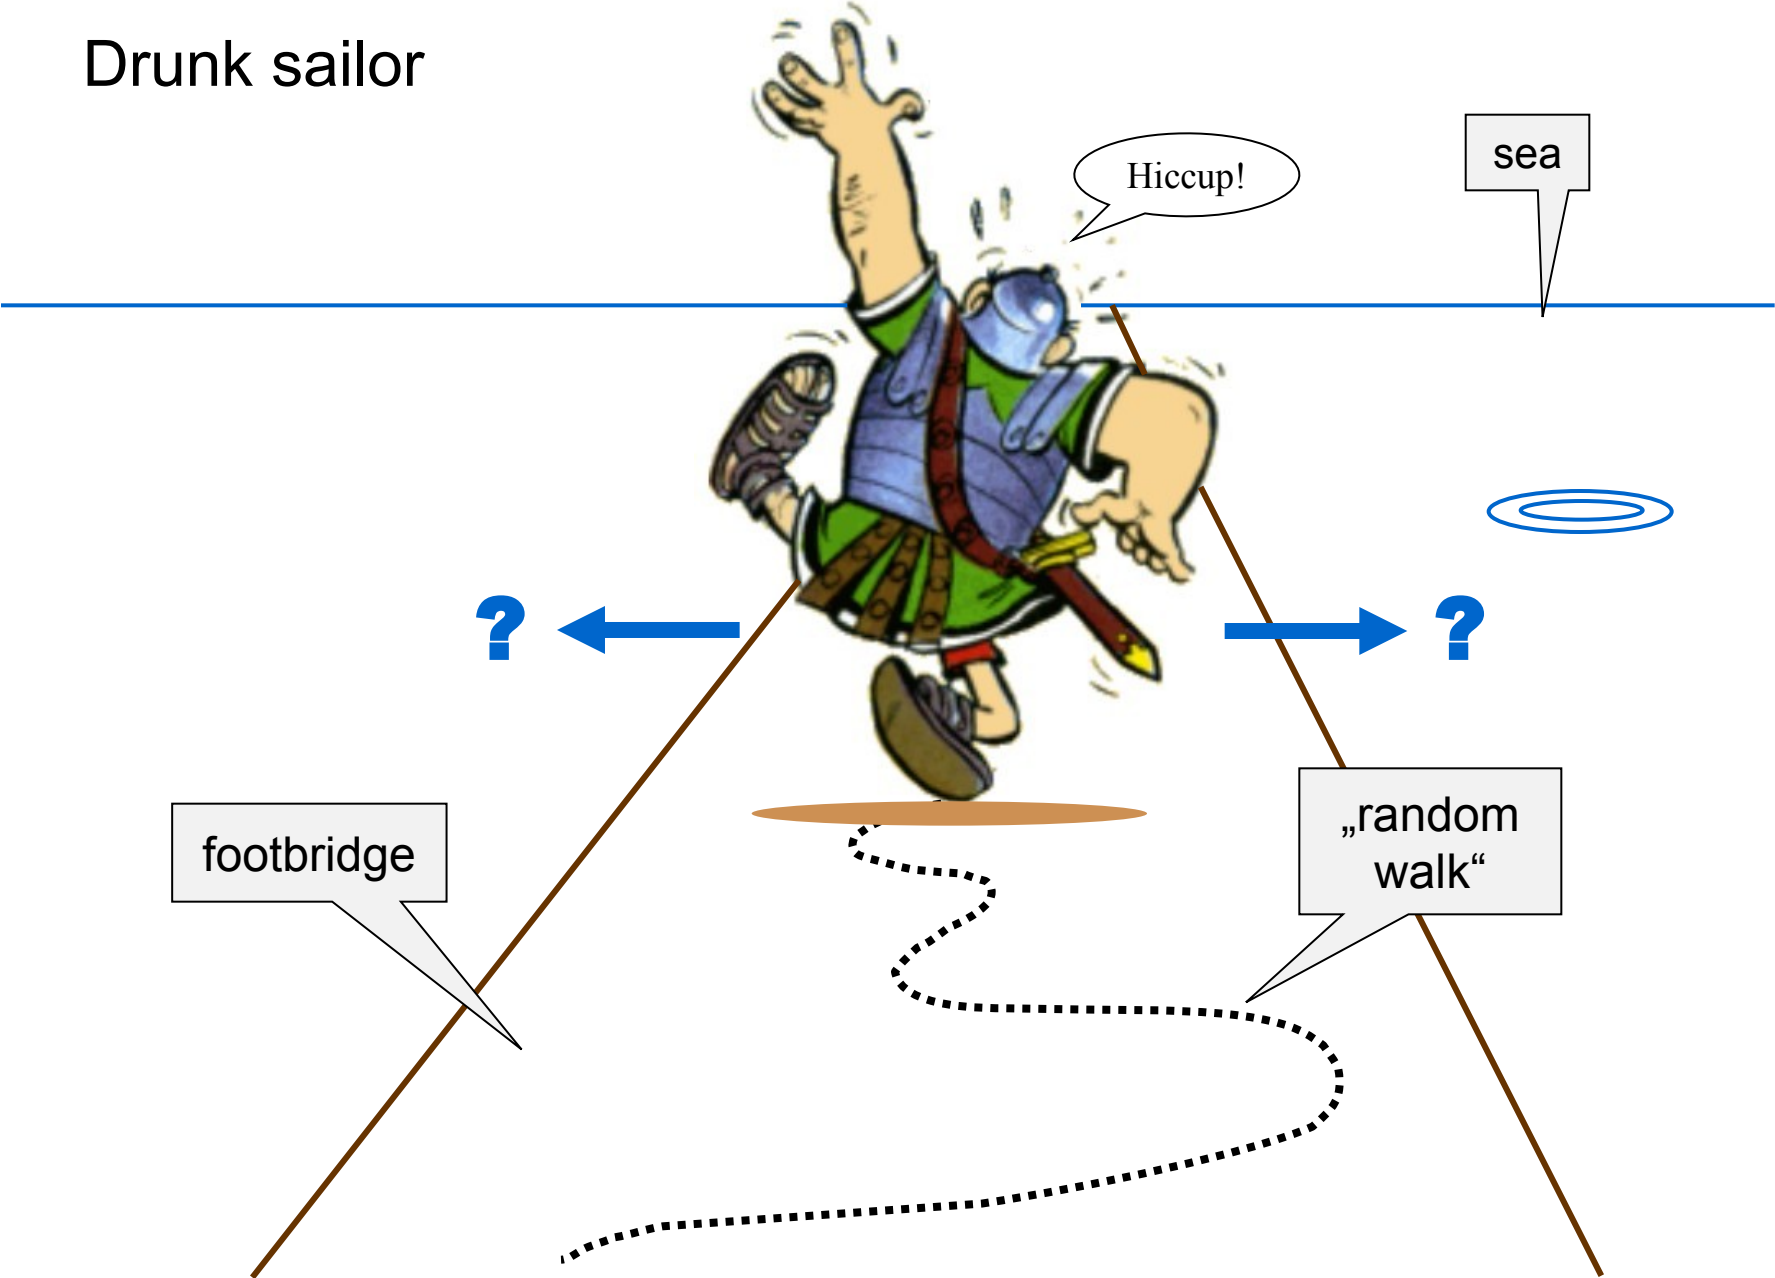 Drunk sailor
Hiccup!
sea
?
?
footbridge
„random
walk“